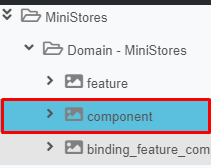 MiniStores
Domain - MiniStores
feature
component
binding_feature_com